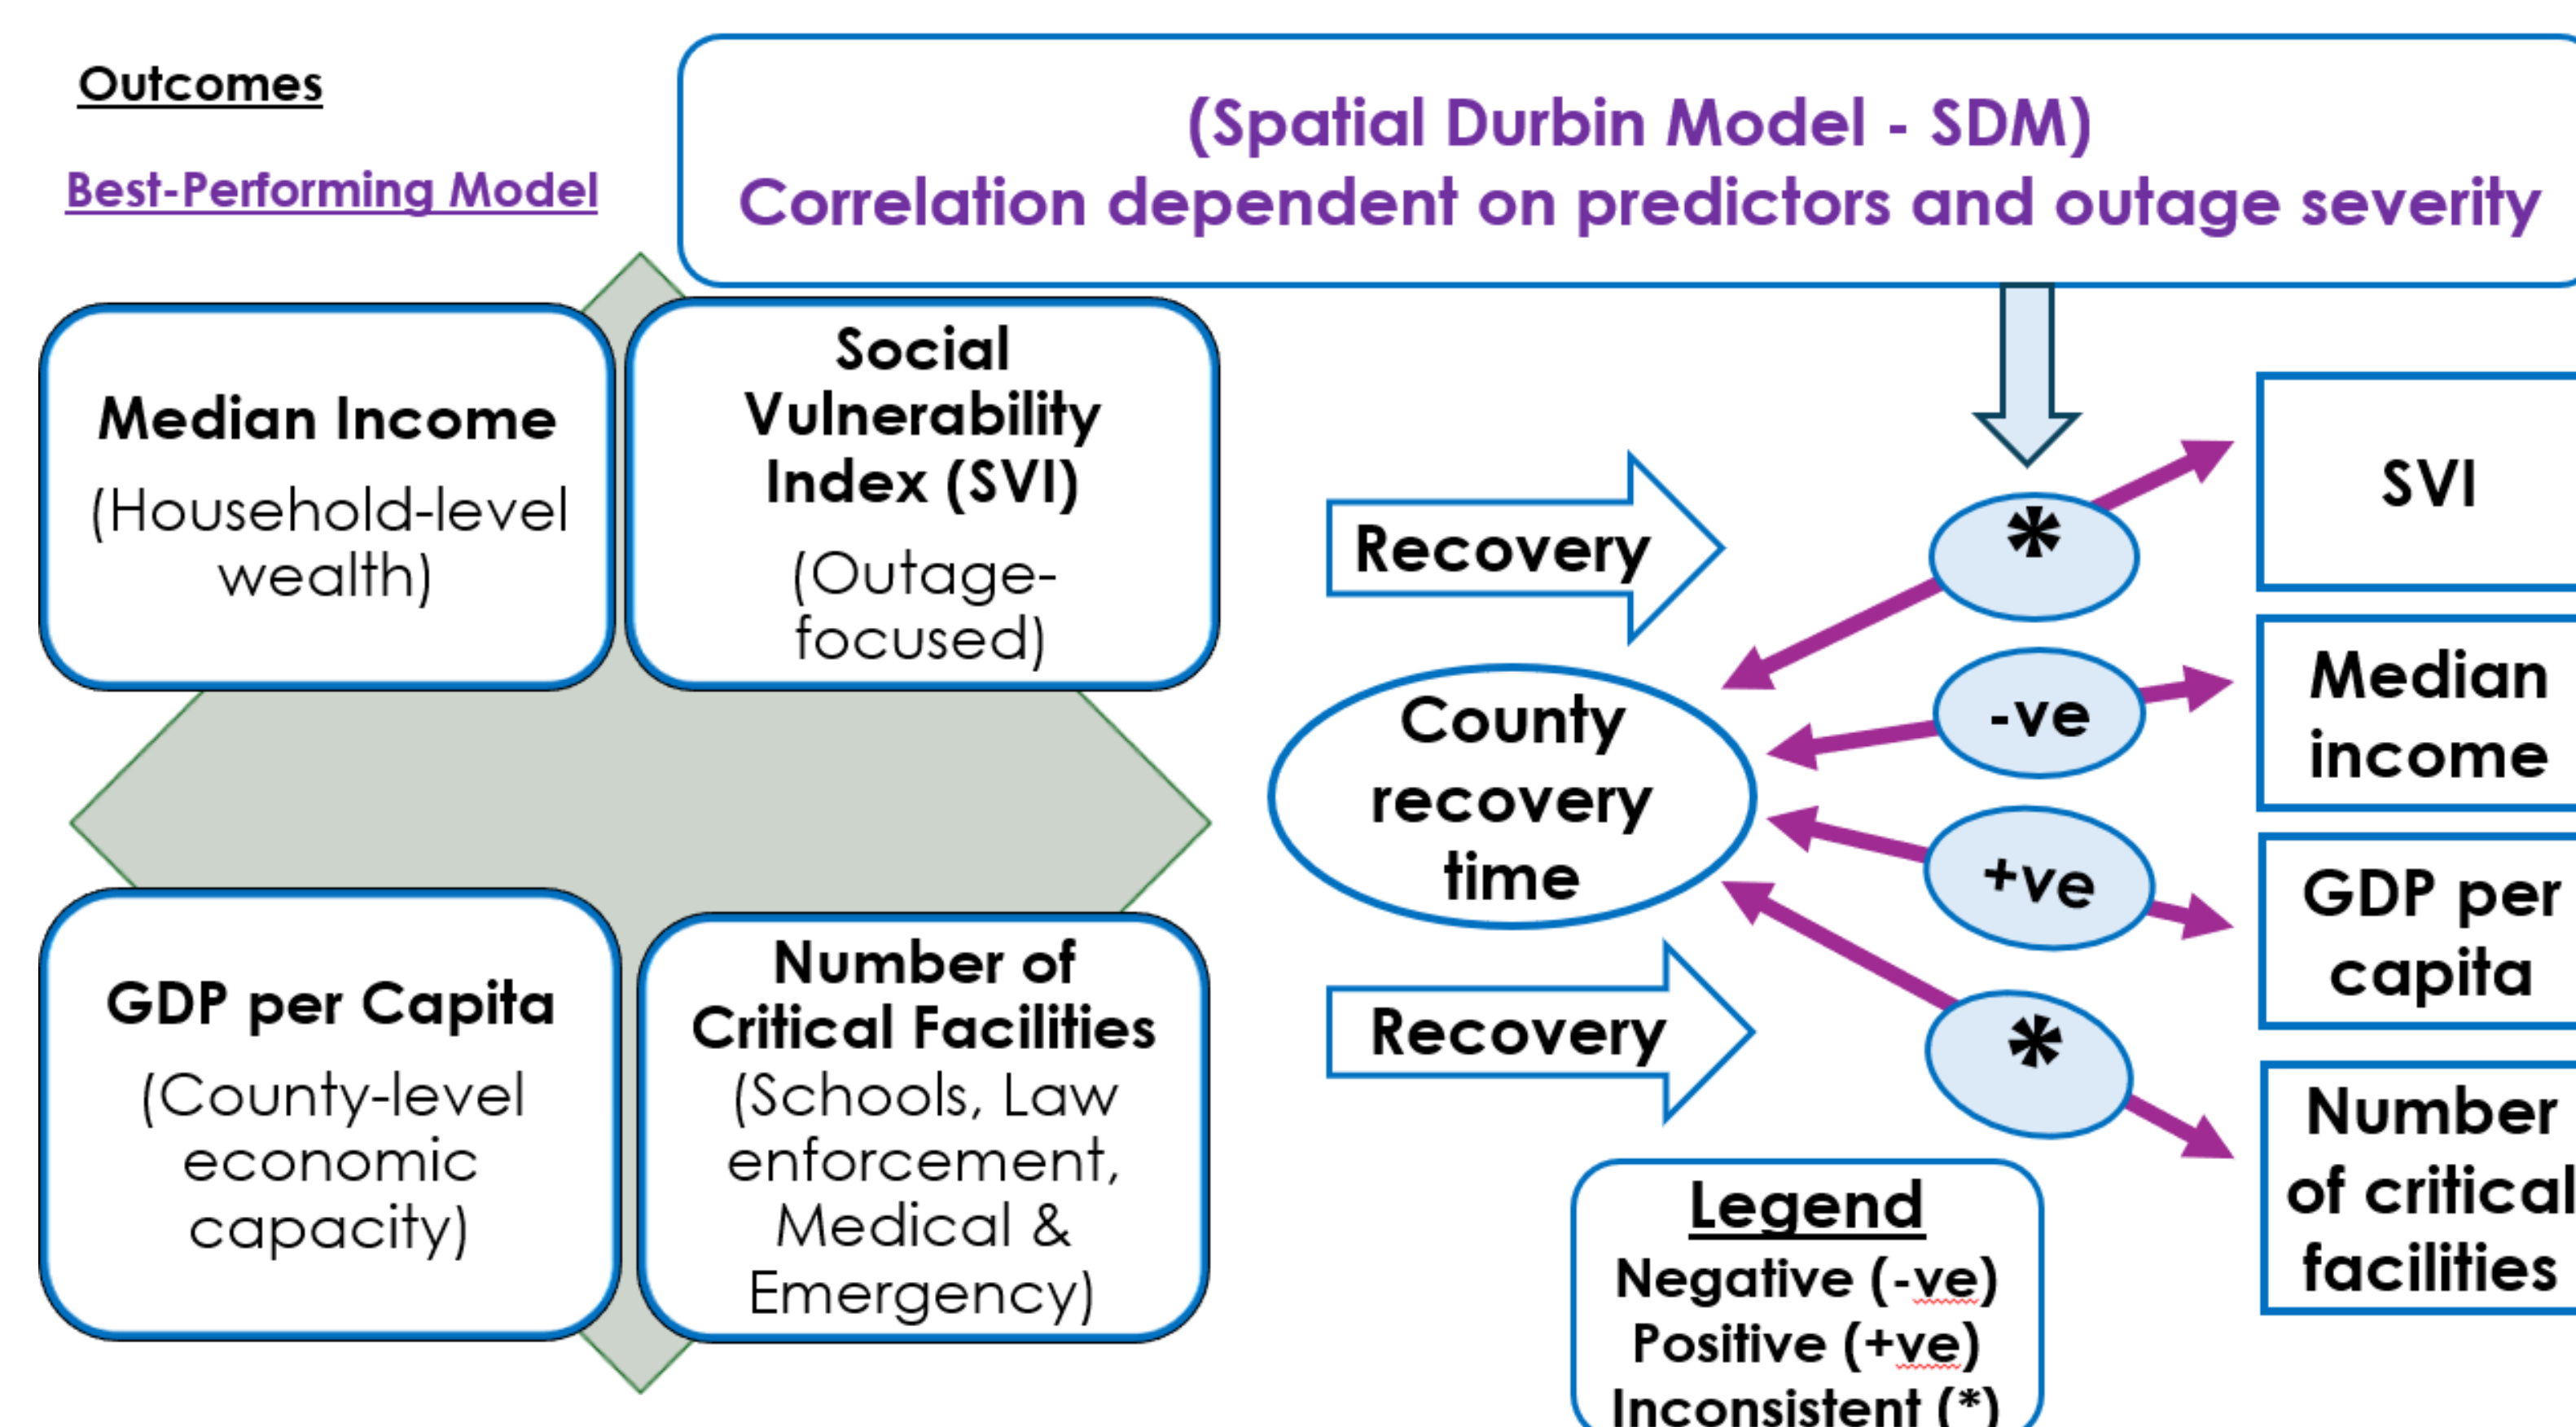 Outcomes
Best-Performing Model
(Spatial Durbin Model - SDM)
Correlation dependent on predictors and outage severity
Median Income
(Household-level
wealth)
Social
Vulnerability
Index (SVI)
(Outage-
focused)
GDP per Capita
(County-level
economic
capacity)
Number of
Critical Facilities
(Schools, Law
enforcement,
Medical &
Emergency)
Recovery
County
recovery
time
Recovery
*
-ve
+ve
*
SVI
Median
income
GDP per
capita
Number
of critical
facilities
Legend
Negative (-ve)
Positive (+ve)
Inconsistent (*)